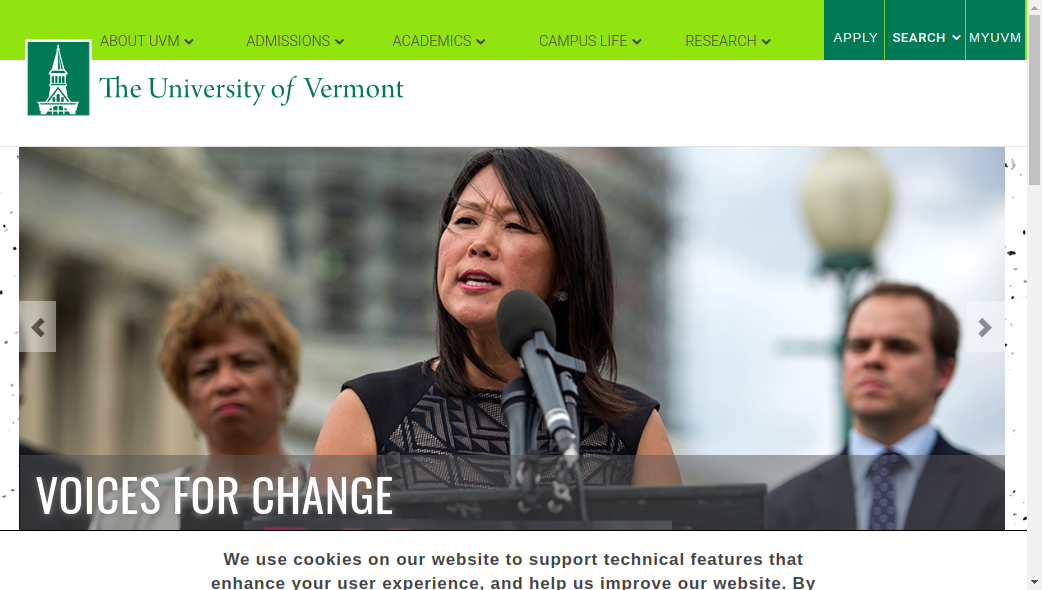 ABOUT UVM
ADMISSIONS
ACADEMICS
CAMPUS LIFE
RESEARCH
APPLY
SEARCH
MYUVM
The University of Vermont
VOICES FOR CHANGE
We use cookies on our website to support technical features that
enhance your user experience, and help us improve our website. By